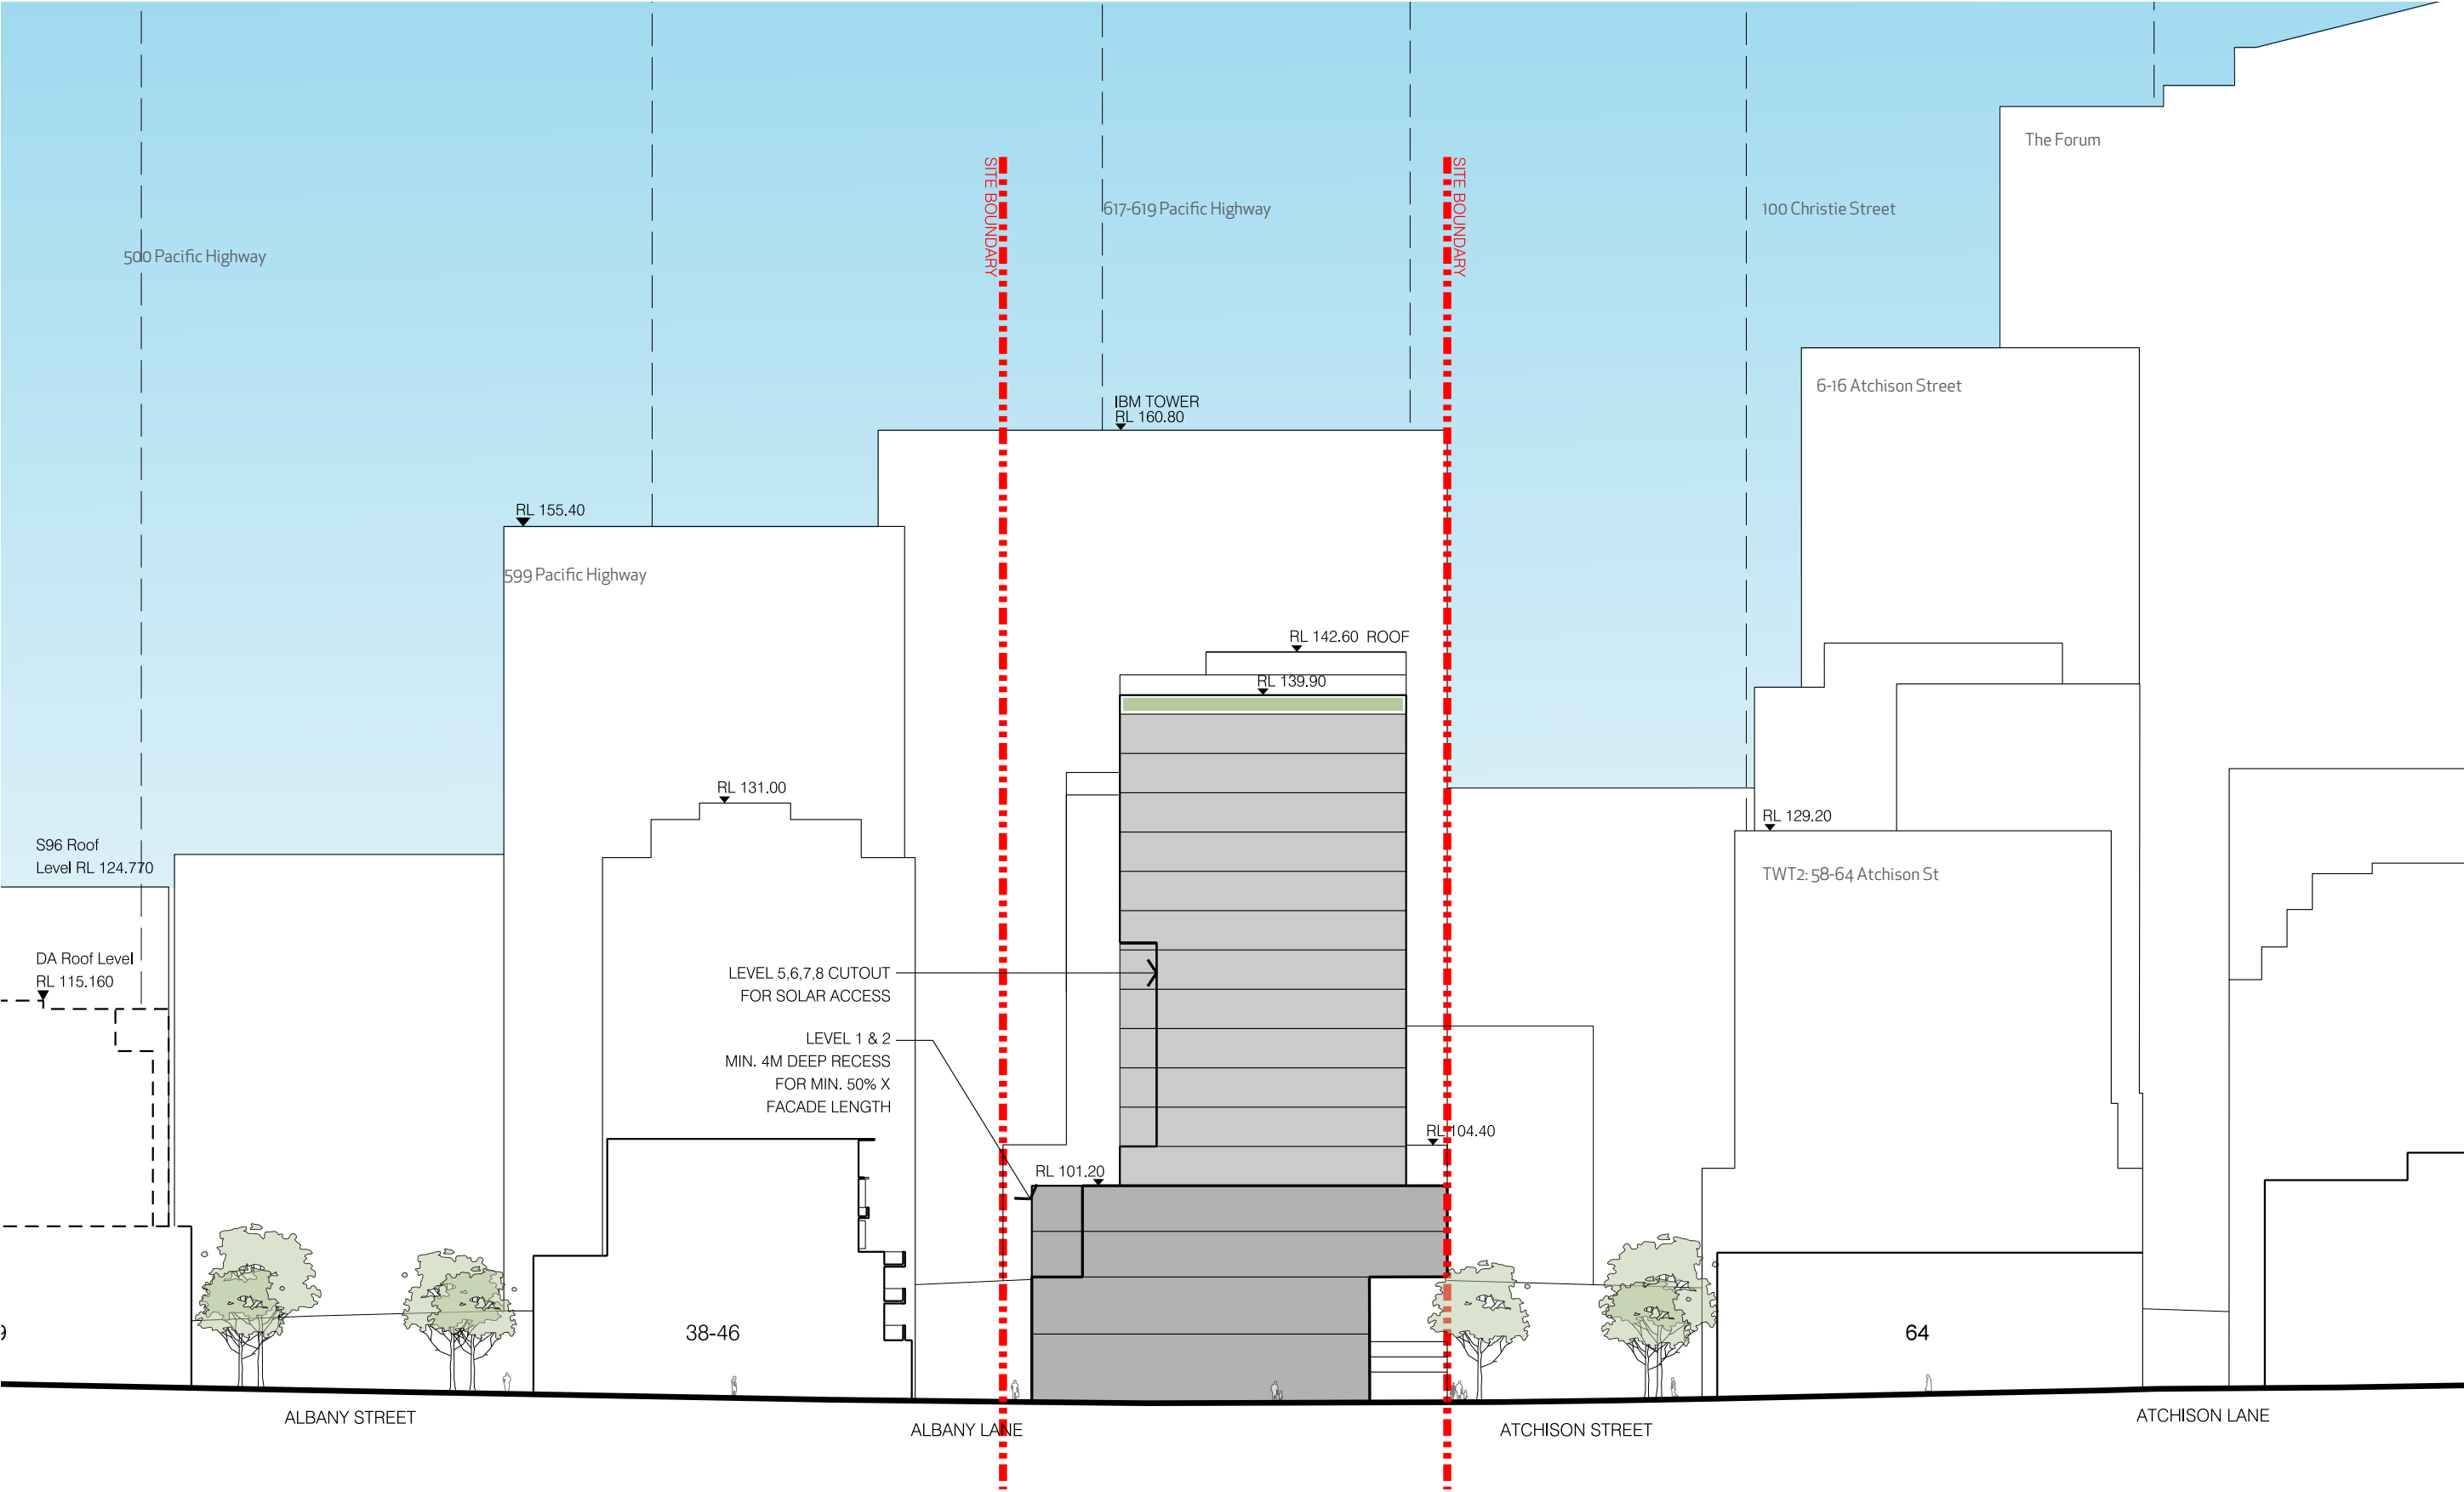 The Forum
SITE BOUNDARY
SITE BOUNDARY
617-619 Pacific Highway
100 Christie Street
500 Pacific Highway
6-16 Atchison Street
IBM TOWER
RL 160.80
RL 155.40
599 Pacific Highway
RL 142.60 ROOF
RL 139.90
RL 131.00
RL 129.20
S96 Roof
Level RL 124.770
TWT2: 58-64 Atchison St
DA Roof Level
RL 115.160
LEVEL 5,6,7,8 CUTOUT
FOR SOLAR ACCESS
LEVEL 1 & 2
MIN. 4M DEEP RECESS
FOR MIN. 50% X
FACADE LENGTH
RL 104.40
RL 101.20
9
38-46
64
ALBANY STREET
ALBANY LANE
ATCHISON STREET
ATCHISON LANE